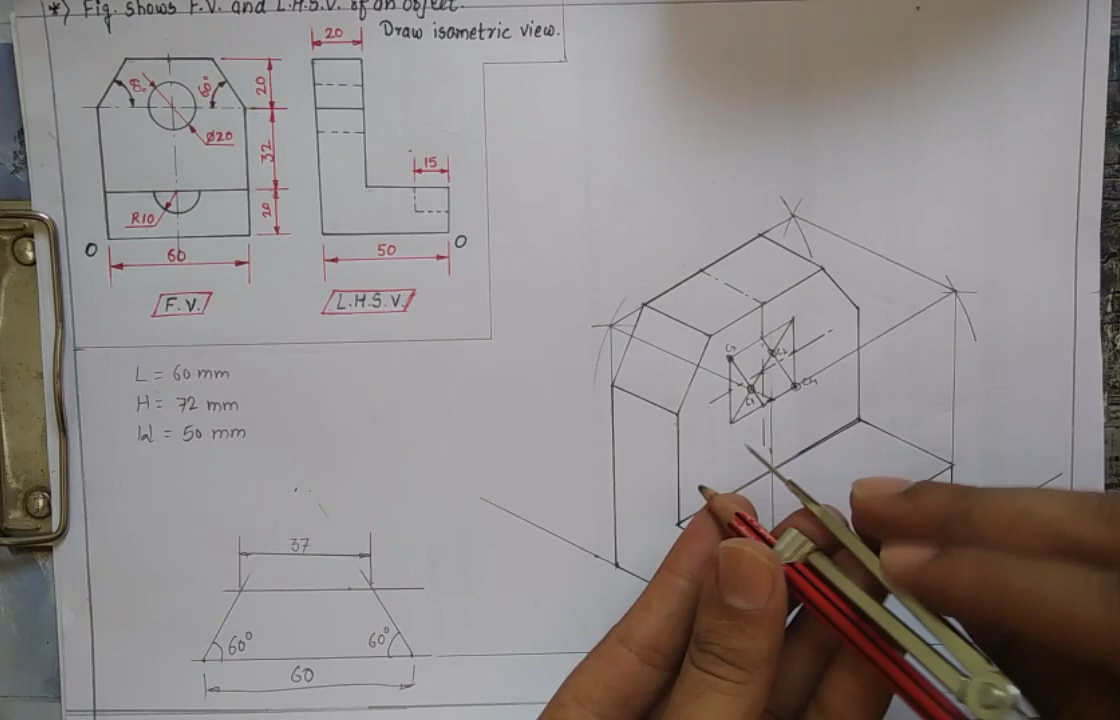 *) Fig. shows F.V. and L.H.S.V. of an object.
Draw isometric view.
20
60°
60°
20
Ø20
32
15
R10
20
O
O
60
50
F.V.
L.H.S.V.
L = 60 mm
H = 72 mm
W = 50 mm
C2
37
60°
60°
60